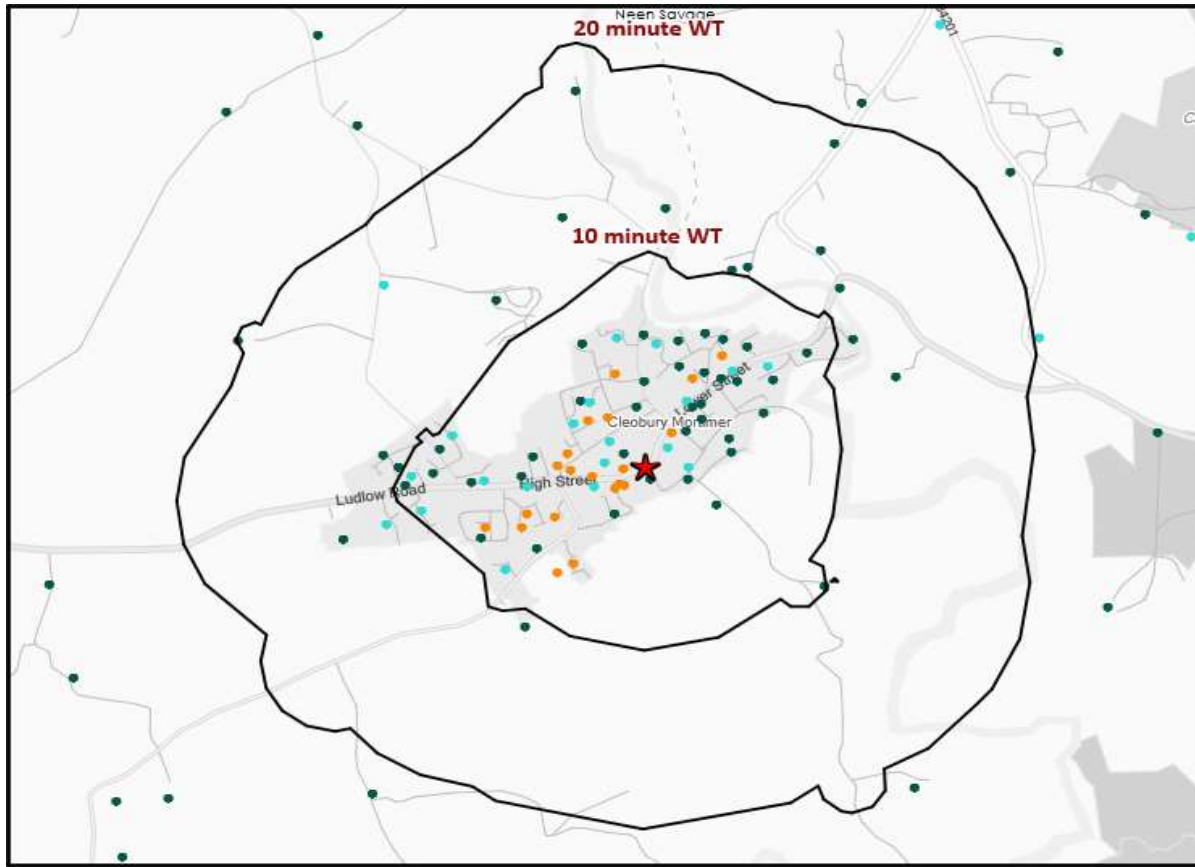 Neen Savage
20 minute WT
10 minute WT
Lower Street
Cleobury Mortimer
High Street
Ludlow Road